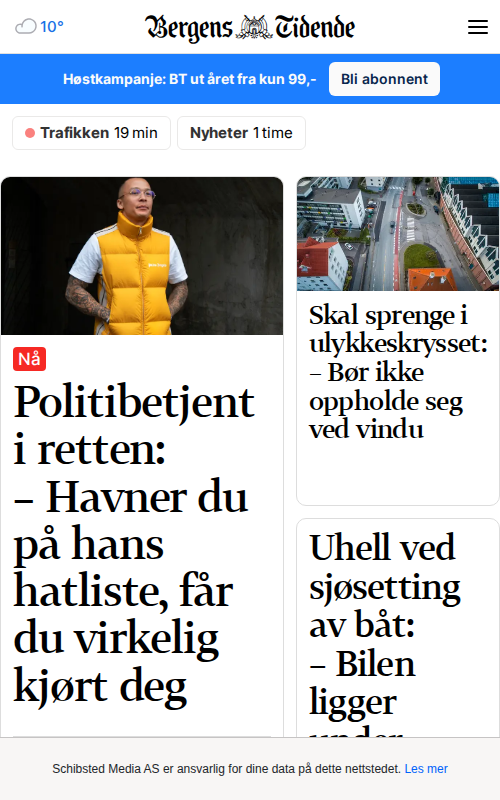 10°
Bergens Tidende
Høstkampanje: BT ut året fra kun 99,-
Bli abonnent
Trafikken 19 min
Nyheter 1 time
Nå
Politibetjent
i retten:
– Havner du
på hans
hatliste, får
du virkelig
kjørt deg
Skal sprenge i
ulykkeskrysset:
– Bør ikke
oppholde seg
ved vindu
Uhell ved
sjøsetting
av båt:
– Bilen
ligger
under
Schibsted Media AS er ansvarlig for dine data på dette nettstedet. Les mer